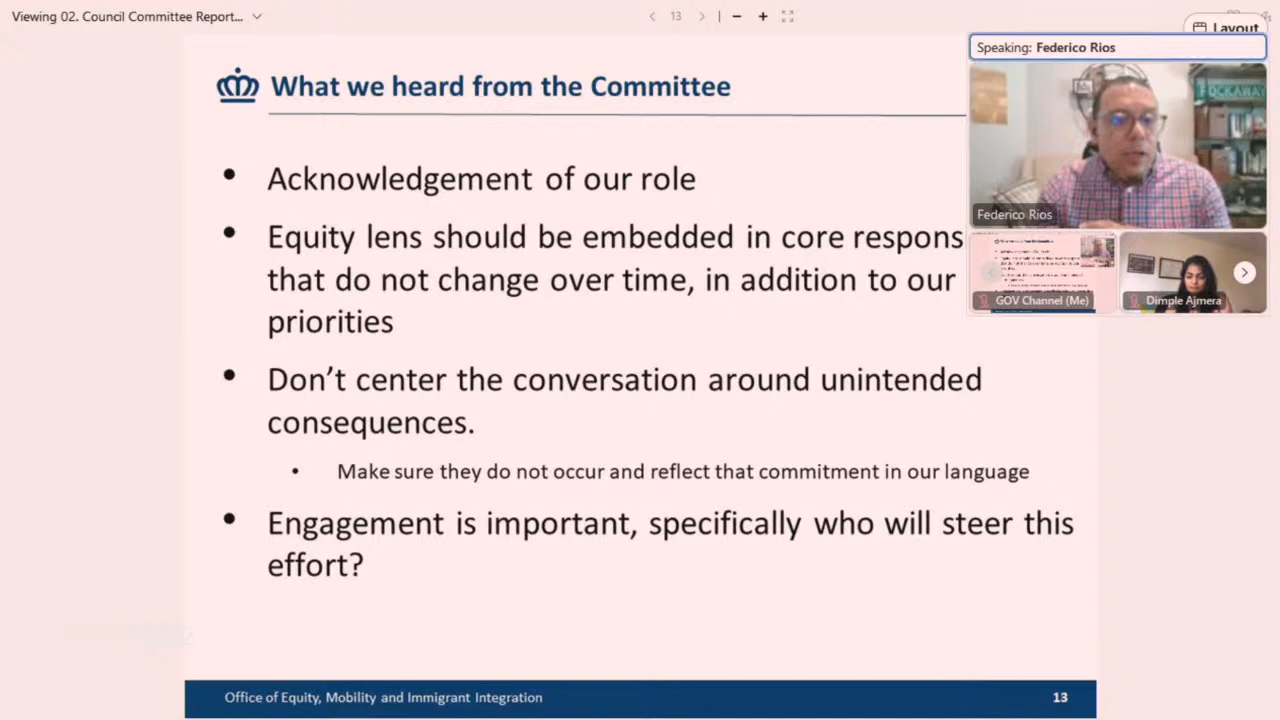 Viewing 02. Council Committee Report...
13
Layout
Speaking: Federico Rios
What we heard from the Committee
ROCKAWAY
Federico Rios
• Acknowledgement of our role
• Equity lens should be embedded in core respons
that do not change over time, in addition to our
priorities
GOV Channel (Me)
Dimple Ajmera
• Don’t center the conversation around unintended
consequences.
• Make sure they do not occur and reflect that commitment in our language
• Engagement is important, specifically who will steer this
effort?
Office of Equity, Mobility and Immigrant Integration
13